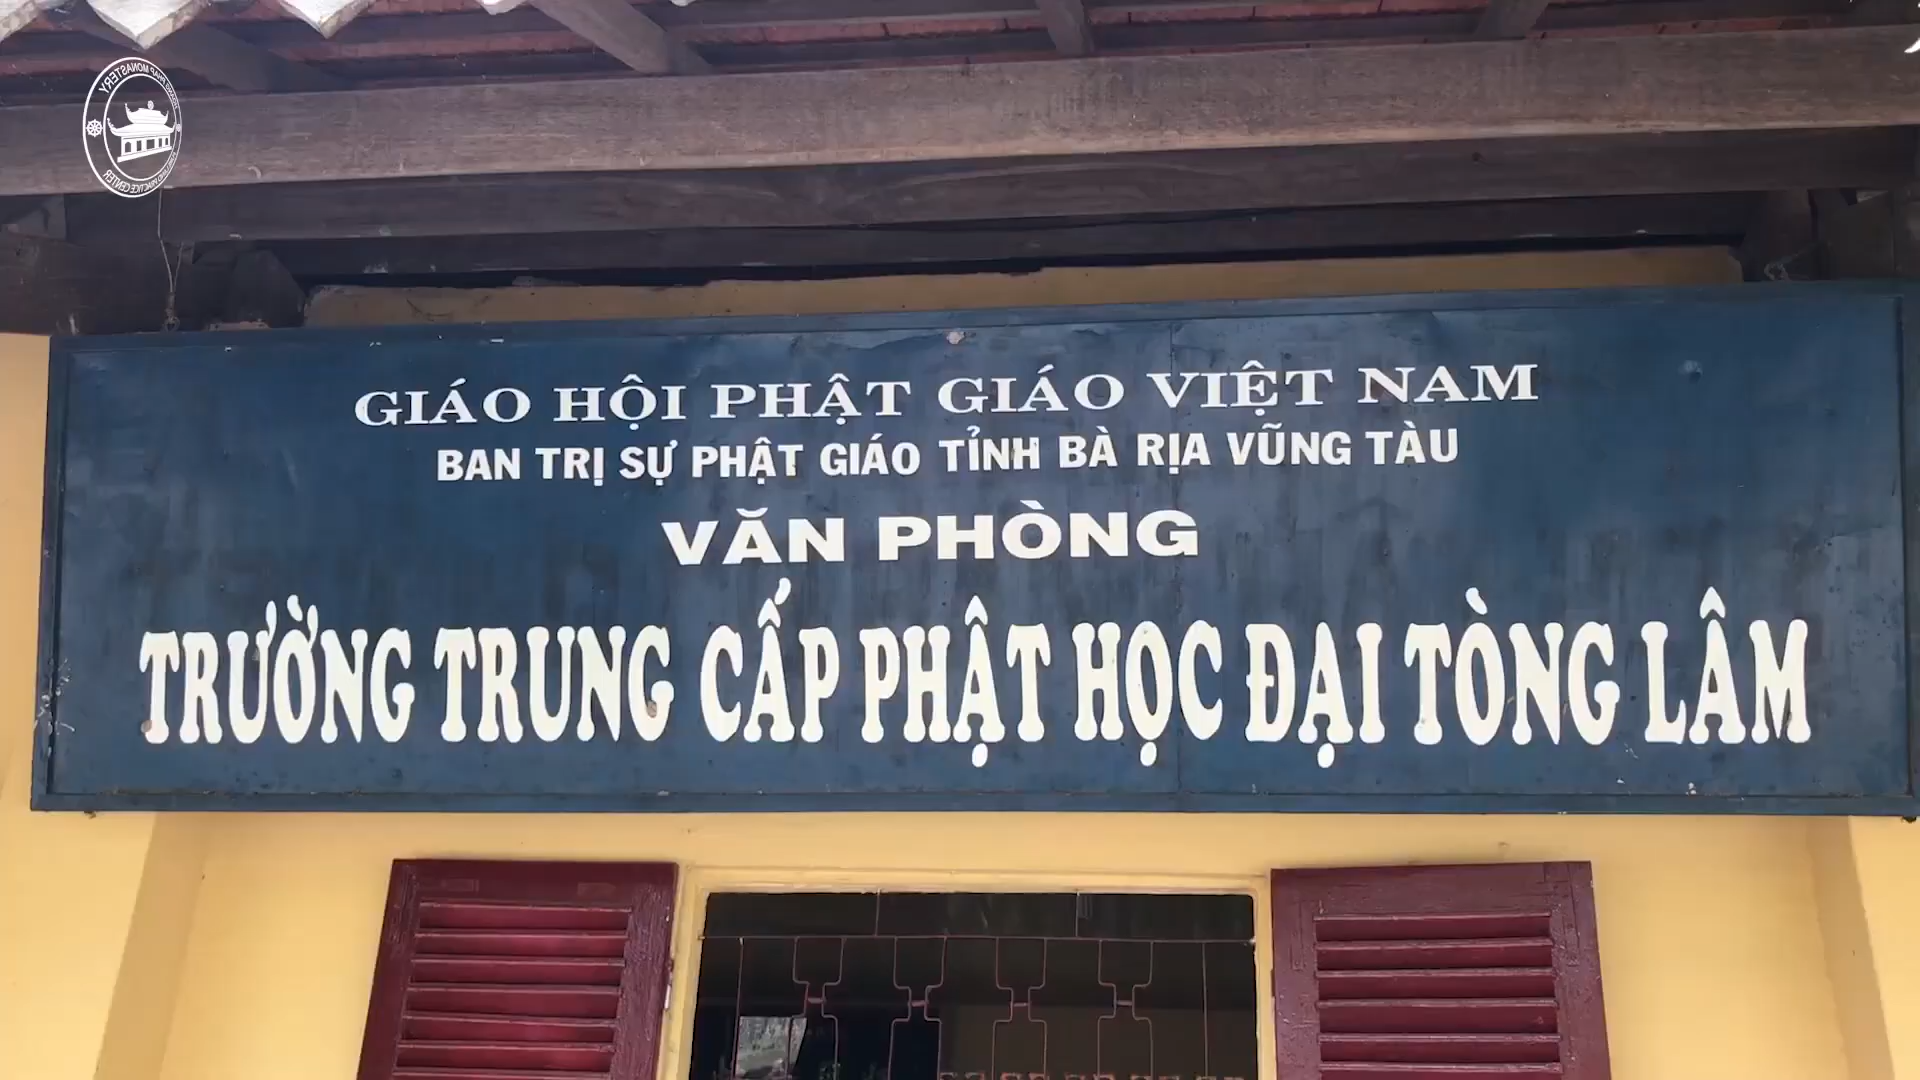 GIÁO HỘI PHẬT GIÁO VIỆT NAM
BAN TRỊ SỰ PHẬT GIÁO TỈNH BÀ RỊA VŨNG TÀU
VĂN PHÒNG
TRƯỜNG TRUNG CẤP PHẬT HỌC ĐẠI TÒNG LÂM